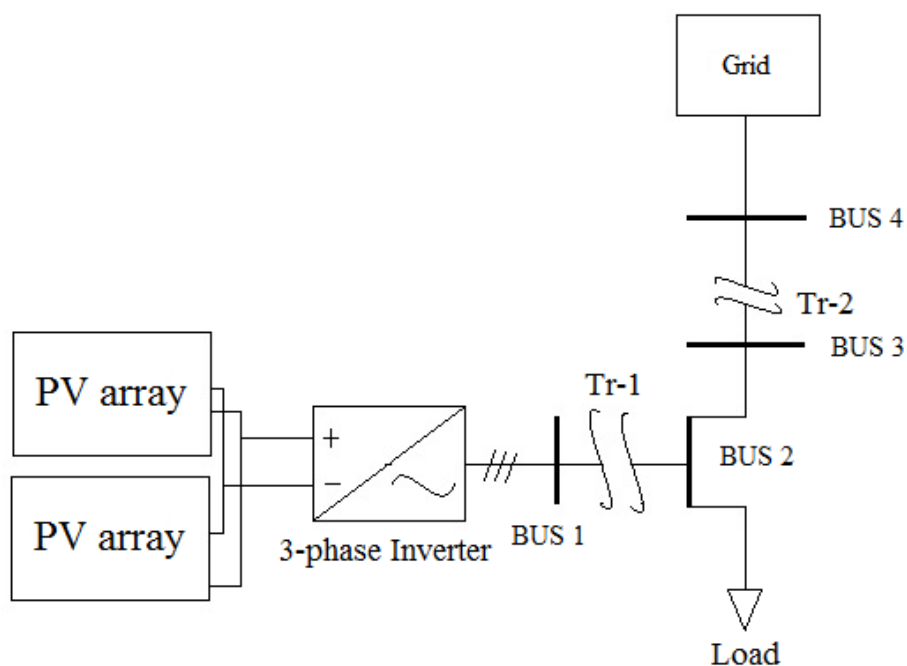 Grid
BUS 4
Tr-2
BUS 3
PV array
Tr-1
+
BUS 2
−
PV array
BUS 1
3-phase Inverter
Load